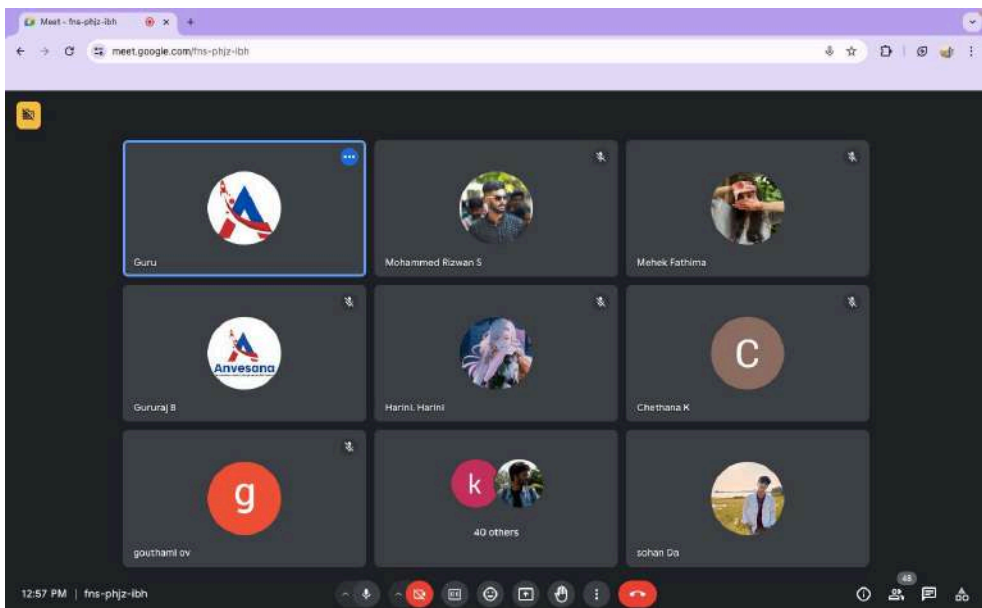 Meet - fns-phjz-ibh
meet.google.com/fns-phjz-ibh
Guru
Mohammed Rizwan S
Mehek Fathima
Anvesana
Gururaj B
Harini. Harini
C
Chethana K
g
gouthami ov
k
40 others
sohan Da
12:57 PM | fns-phjz-ibh
48